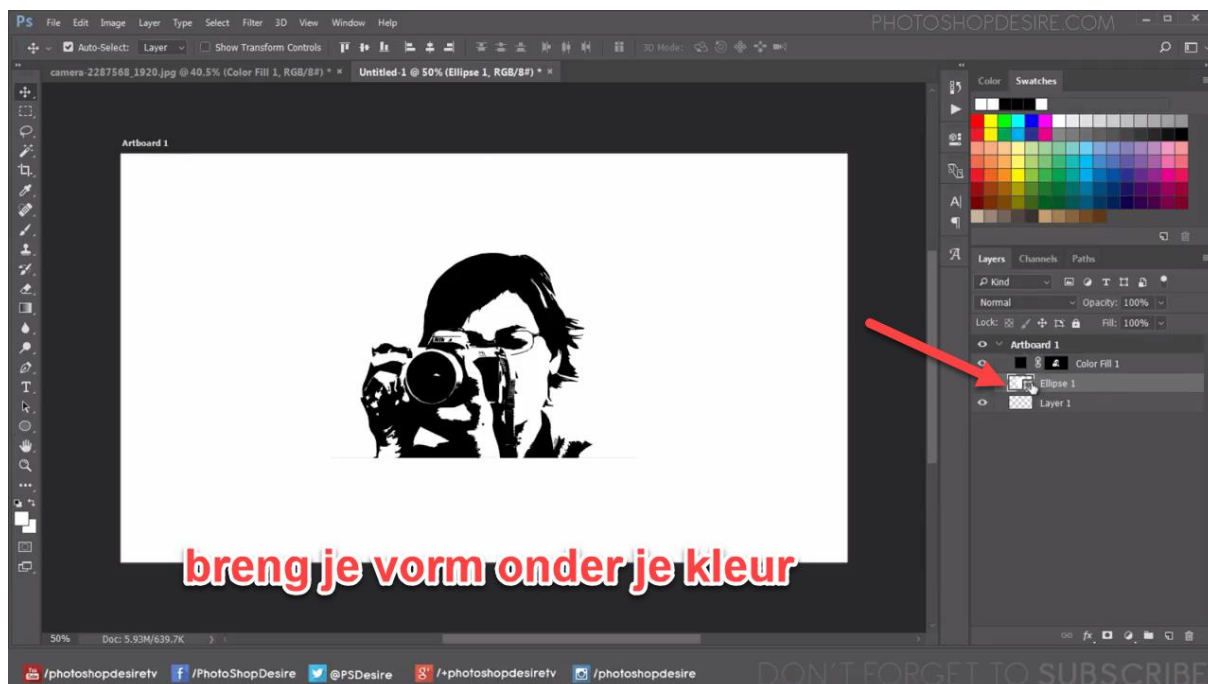 Ps File Edit Image Layer Type Select Filter 3D View Window Help
PHOTOSHOPDESIRE.COM
Auto-Select: Layer Show Transform Controls 3D Mode:
camera-2287568_1920.jpg @ 40.5% (Color Fill 1, RGB/8#) * × Untitled-1 @ 50% (Ellipse 1, RGB/8#) * ×
Color Swatches
Artboard 1
Layers Channels Paths
Kind
Normal Opacity: 100%
Lock: Fill: 100%
Artboard 1
Color Fill 1
Ellipse 1
Layer 1
breng je vorm onder je kleur
50% Doc: 5.93M/639.7K
/photoshopdesiretv /PhotoShopDesire @PSDesire /+photoshopdesiretv /photoshopdesire
DON'T FORGET TO SUBSCRIBE